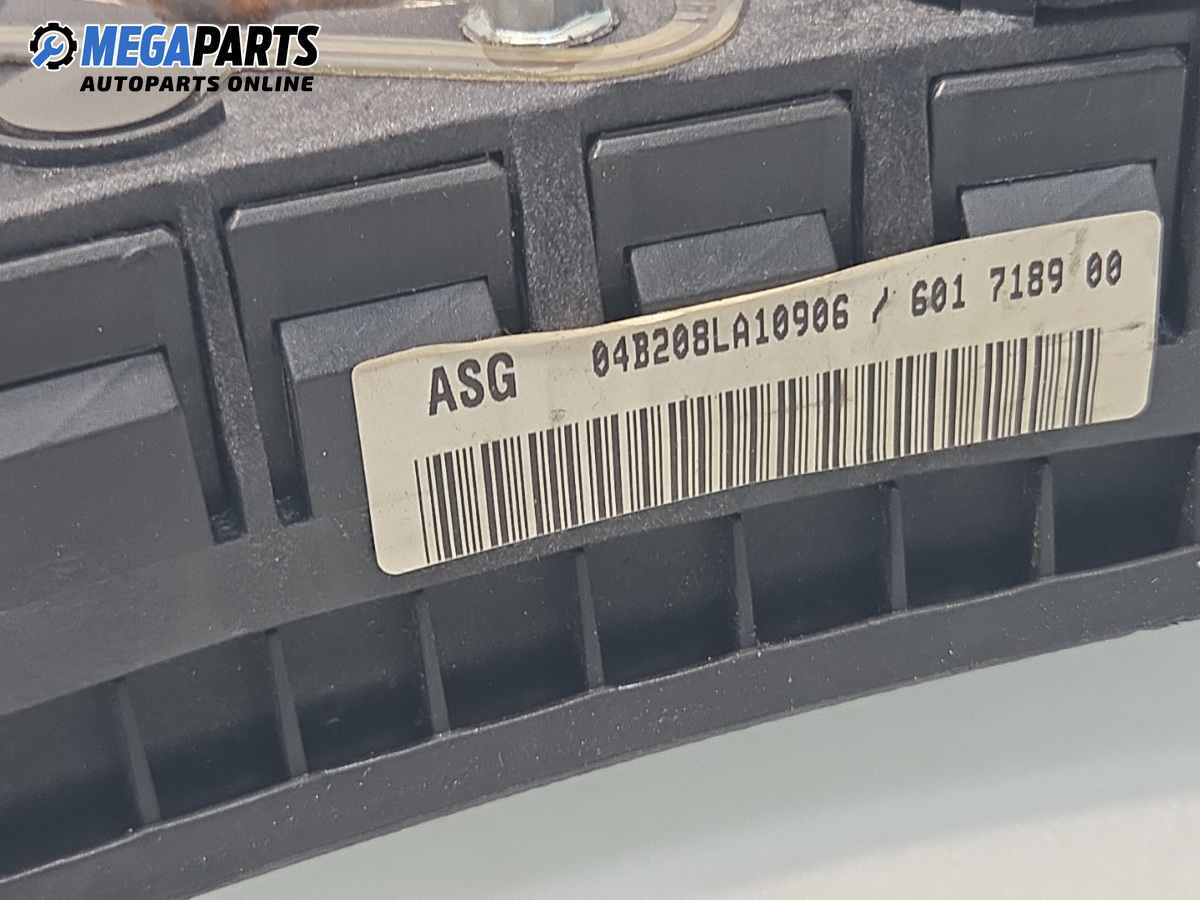 MEGAPARTS
AUTOPARTS ONLINE
ASG 04B208LA10906 / 601 7189 00